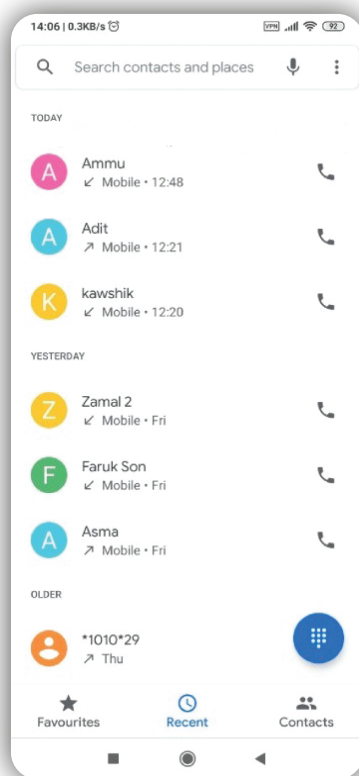 14:06 | 0.3KB/s VPN 92
Search contacts and places
TODAY
A Ammu
↙ Mobile • 12:48
A Adit
↗ Mobile • 12:21
K kawshik
↙ Mobile • 12:20
YESTERDAY
Z Zamal 2
↙ Mobile • Fri
F Faruk Son
↙ Mobile • Fri
A Asma
↗ Mobile • Fri
OLDER
*1010*29
↗ Thu
Favourites Recent Contacts